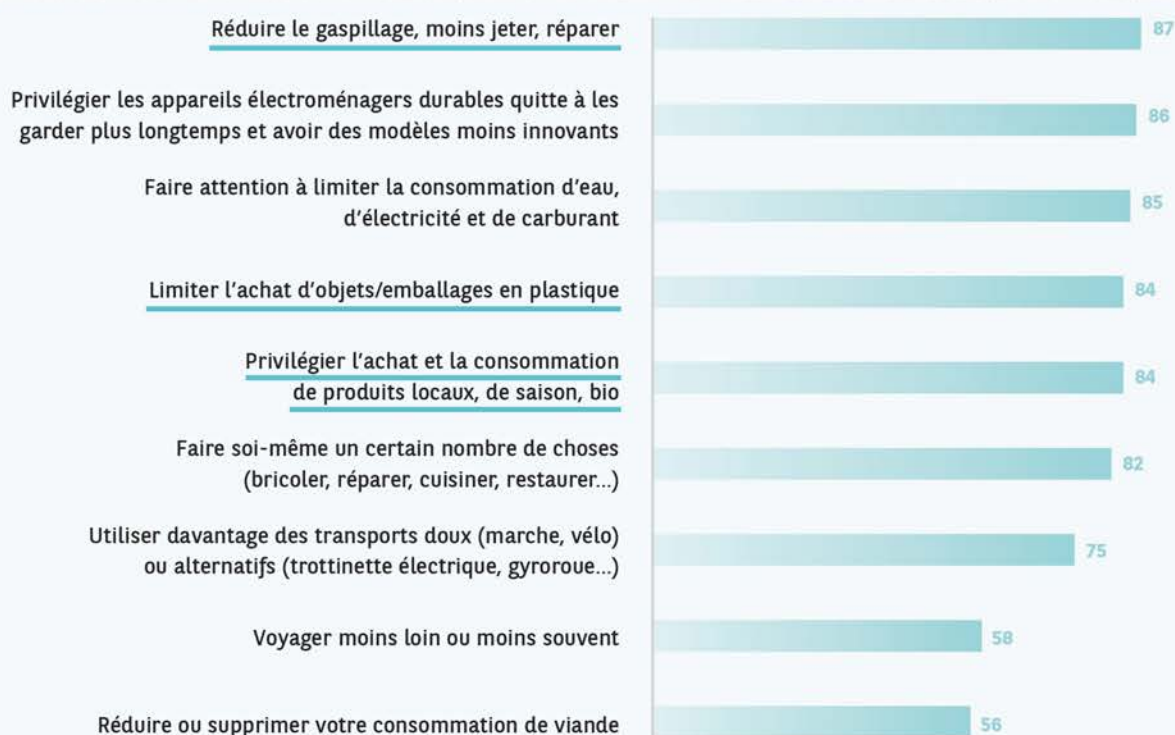 Réduire le gaspillage, moins jeter, réparer
87
Privilégier les appareils électroménagers durables quitte à les
garder plus longtemps et avoir des modèles moins innovants
86
Faire attention à limiter la consommation d'eau,
d'électricité et de carburant
85
Limiter l'achat d'objets/emballages en plastique
84
Privilégier l'achat et la consommation
de produits locaux, de saison, bio
84
Faire soi-même un certain nombre de choses
(bricoler, réparer, cuisiner, restaurer...)
82
Utiliser davantage des transports doux (marche, vélo)
ou alternatifs (trottinette électrique, gyroroue...)
75
Voyager moins loin ou moins souvent
58
Réduire ou supprimer votre consommation de viande
56